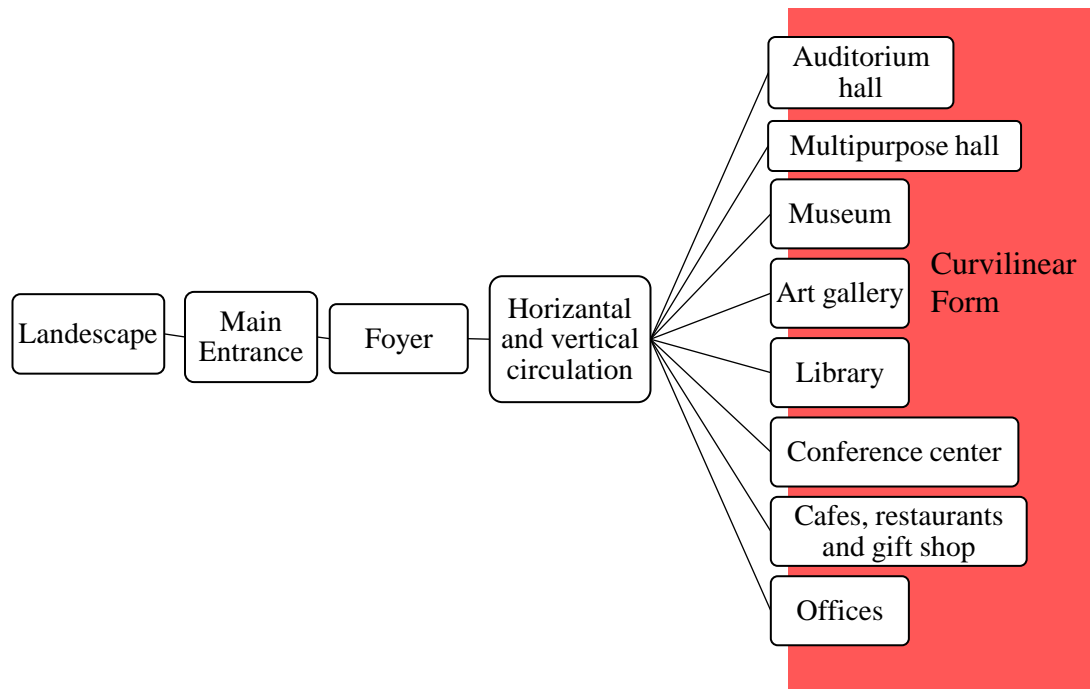 Landescape
Main
Entrance
Foyer
Horizantal
and vertical
circulation
Auditorium
hall
Multipurpose hall
Museum
Art gallery
Library
Conference center
Cafes, restaurants
and gift shop
Offices
Curvilinear
Form